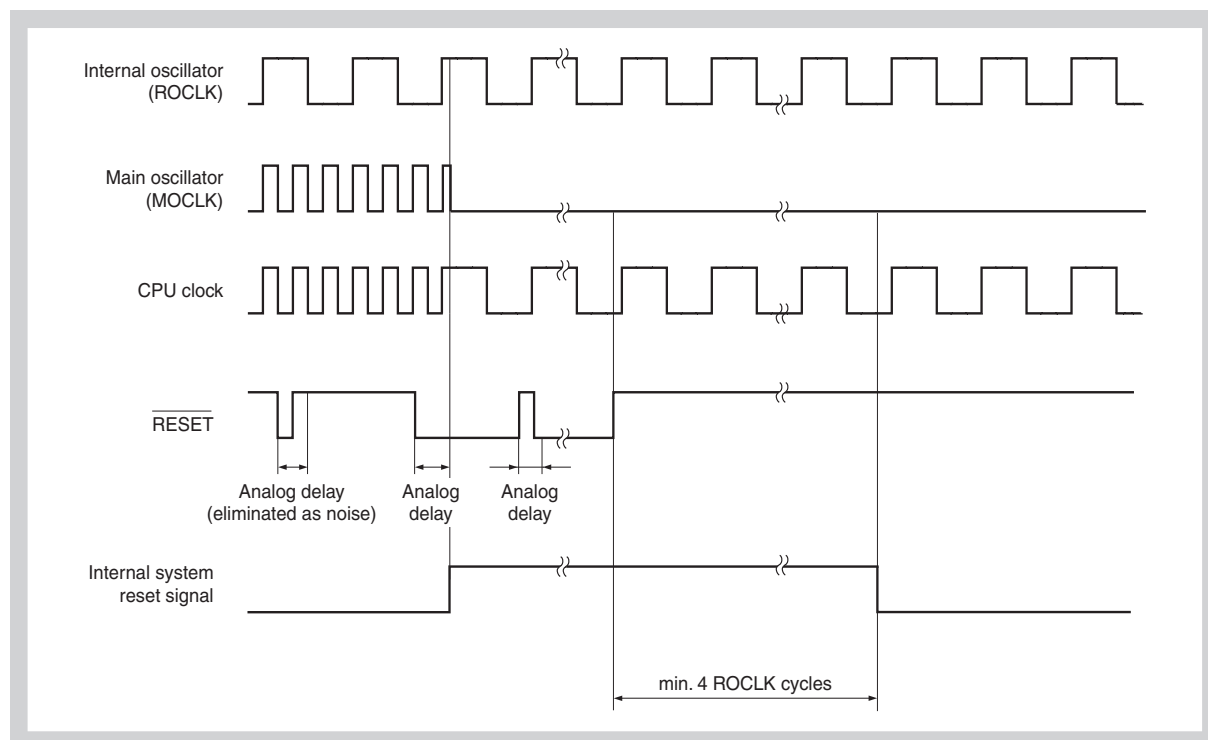 Internal oscillator
(ROCLK)
Main oscillator
(MOCLK)
CPU clock
RESET
Analog delay
(eliminated as noise)
Analog
delay
Analog
delay
Internal system
reset signal
min. 4 ROCLK cycles